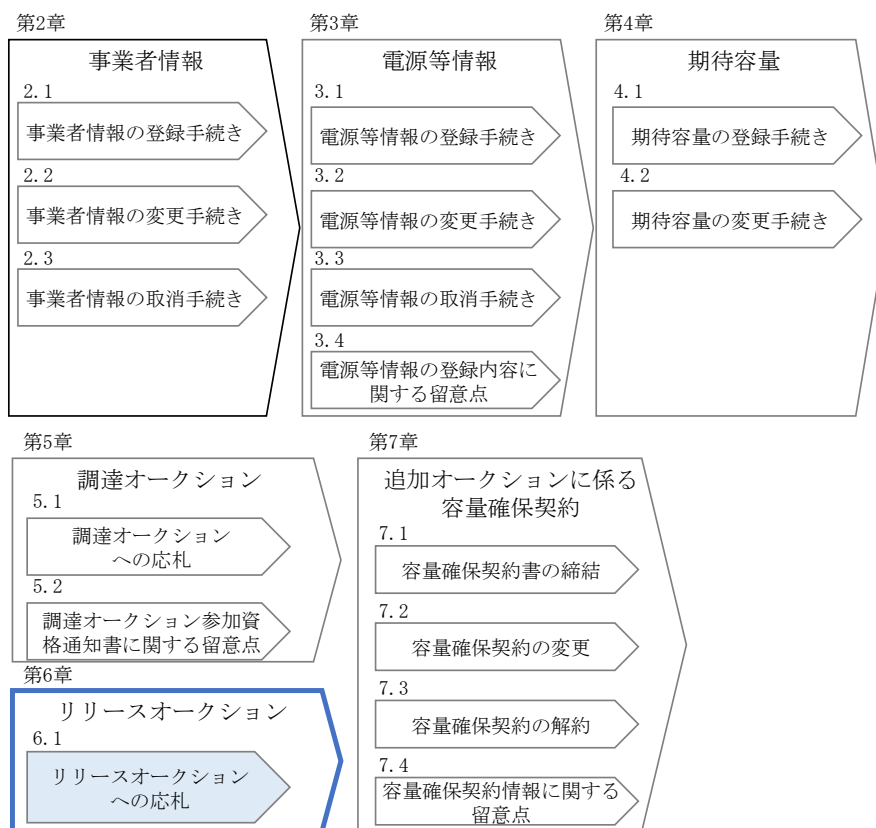 第2章
事業者情報
2.1
事業者情報の登録手続き
2.2
事業者情報の変更手続き
2.3
事業者情報の取消手続き
第3章
電源等情報
3.1
電源等情報の登録手続き
3.2
電源等情報の変更手続き
3.3
電源等情報の取消手続き
3.4
電源等情報の登録内容に
関する留意点
第4章
期待容量
4.1
期待容量の登録手続き
4.2
期待容量の変更手続き
第5章
調達オークション
5.1
調達オークション
への応札
5.2
調達オークション参加資
格通知書に関する留意点
第6章
リリースオークション
6.1
リリースオークション
への応札
第7章
追加オークションに係る
容量確保契約
7.1
容量確保契約書の締結
7.2
容量確保契約の変更
7.3
容量確保契約の解約
7.4
容量確保契約情報に関する
留意点